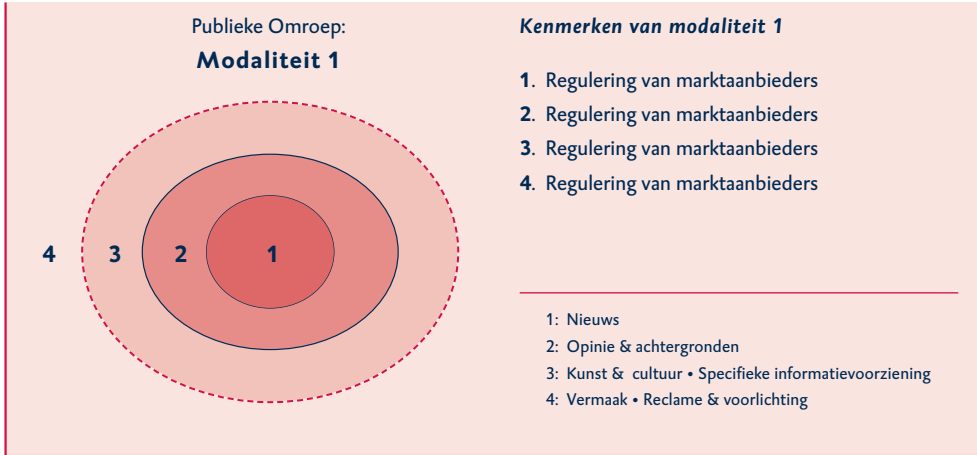 Publieke Omroep:
Modaliteit 1
4 3 2 1
Kenmerken van modaliteit 1
1. Regulering van marktaanbieders
2. Regulering van marktaanbieders
3. Regulering van marktaanbieders
4. Regulering van marktaanbieders
1: Nieuws
2: Opinie & achtergronden
3: Kunst & cultuur • Specifieke informatievoorziening
4: Vermaak • Reclame & voorlichting